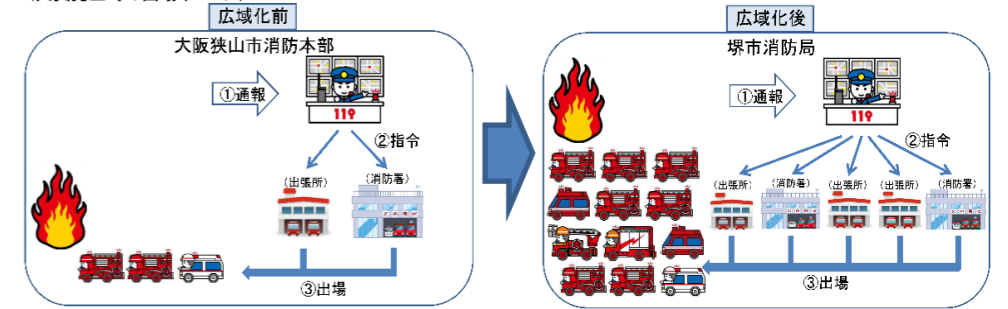 広域化前
大阪狭山市消防本部
①通報
119
②指令
(出張所)
(消防署)
③出場
広域化後
堺市消防局
①通報
119
②指令
(出張所)
(消防署)
(出張所)
(出張所)
(消防署)
③出場